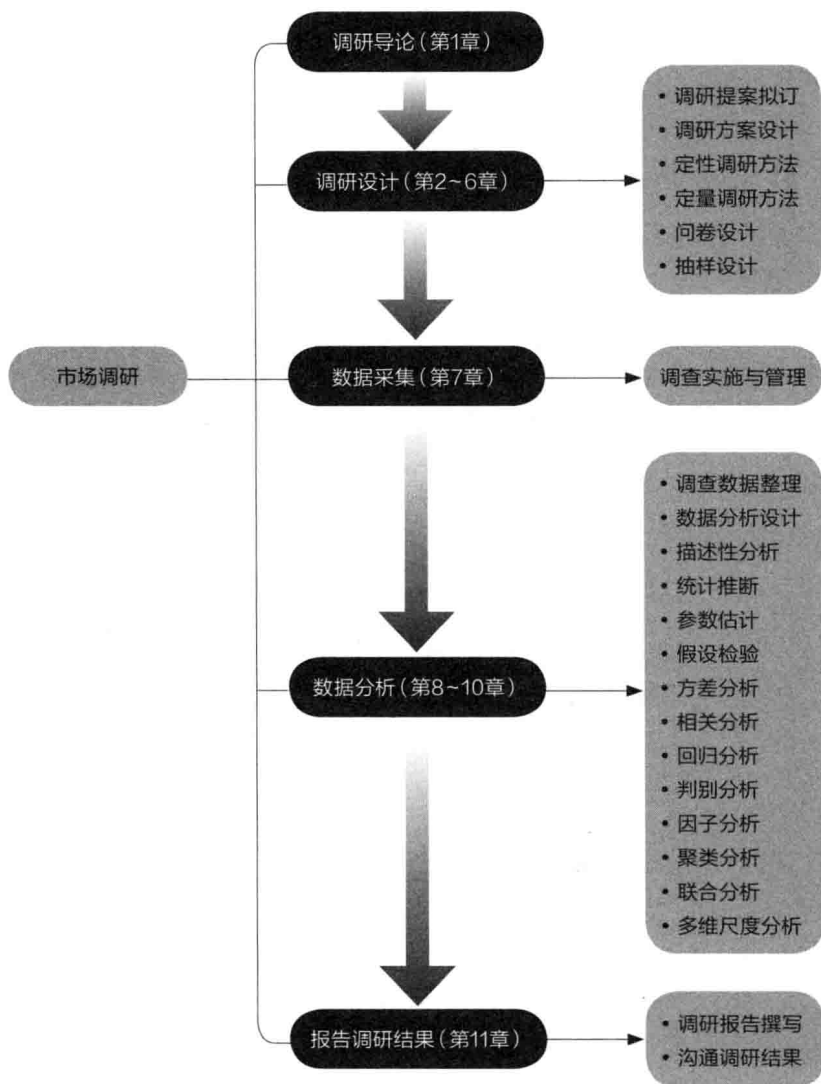 调研导论（第1章）
调研设计（第2~6章）
• 调研提案拟订
• 调研方案设计
• 定性调研方法
• 定量调研方法
• 问卷设计
• 抽样设计
市场调研
数据采集（第7章）
调查实施与管理
数据分析（第8~10章）
• 调查数据整理
• 数据分析设计
• 描述性分析
• 统计推断
• 参数估计
• 假设检验
• 方差分析
• 相关分析
• 回归分析
• 判别分析
• 因子分析
• 聚类分析
• 联合分析
• 多维尺度分析
报告调研结果（第11章）
• 调研报告撰写
• 沟通调研结果